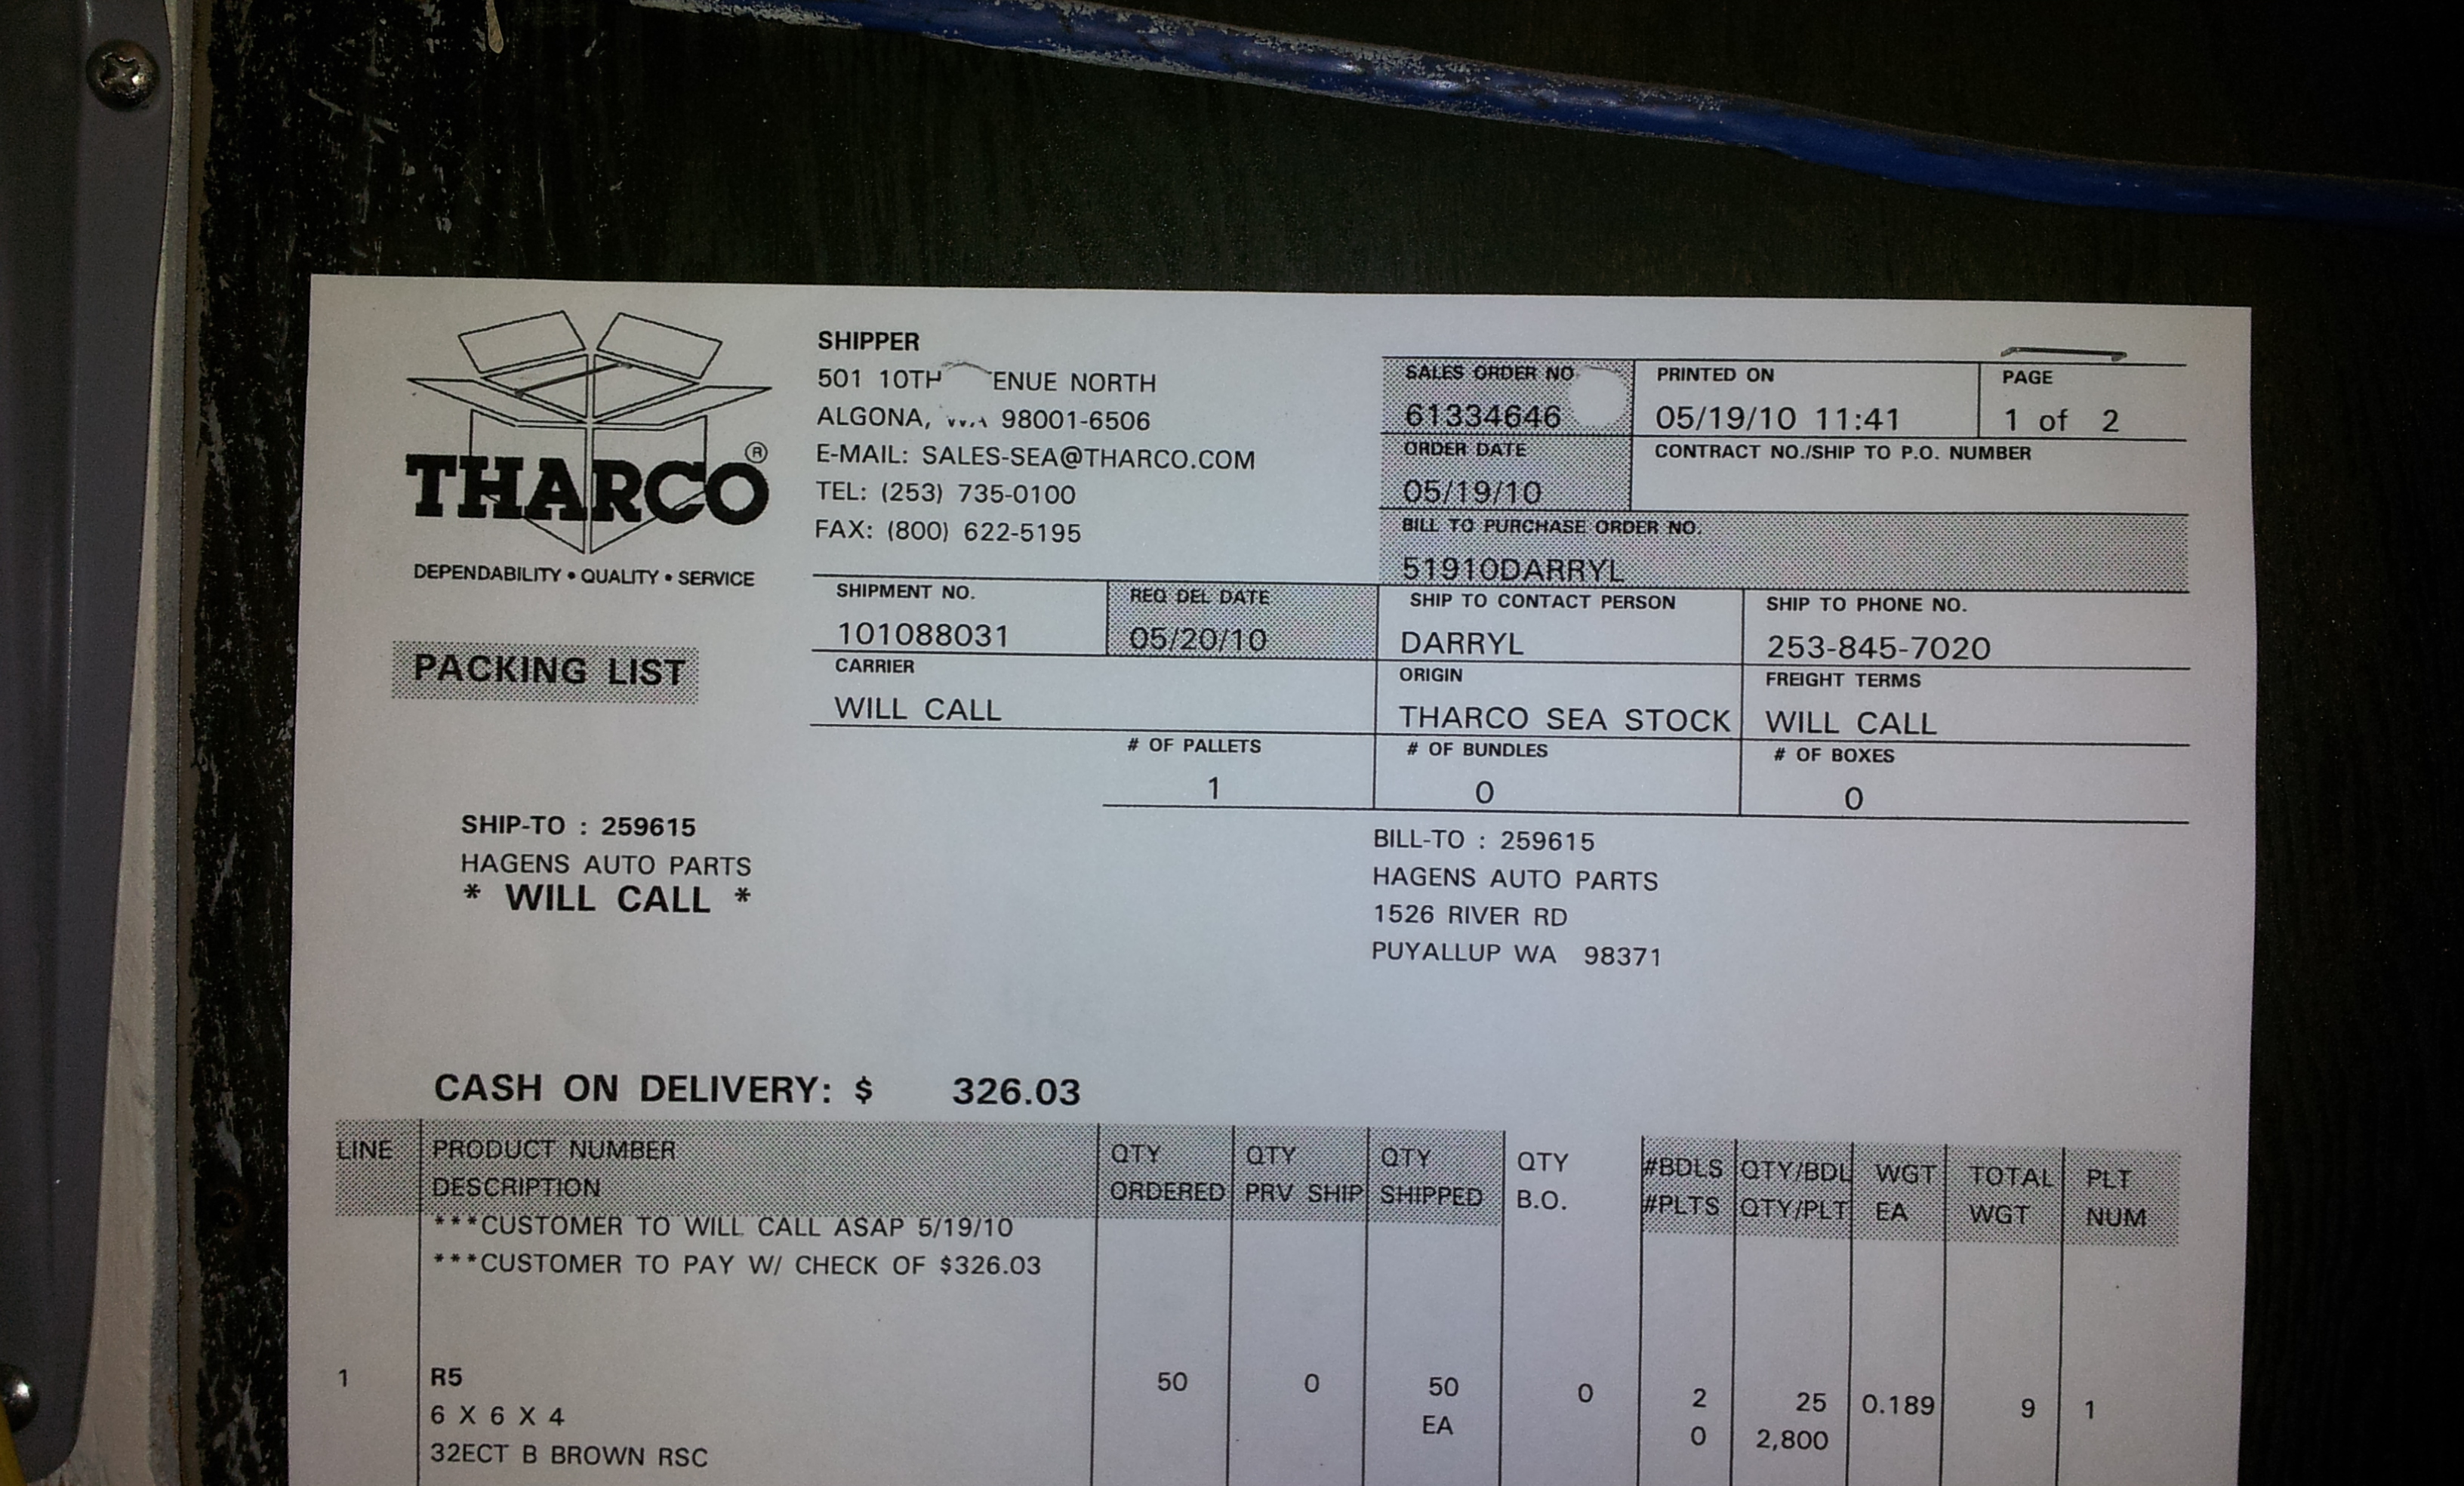 THARCO®
DEPENDABILITY • QUALITY • SERVICE
PACKING LIST
SHIPPER
501 10TH ENUE NORTH
ALGONA, WA 98001-6506
E-MAIL: SALES-SEA@THARCO.COM
TEL: (253) 735-0100
FAX: (800) 622-5195
SALES ORDER NO
61334646
PRINTED ON
05/19/10 11:41
PAGE
1 of 2
ORDER DATE
05/19/10
CONTRACT NO./SHIP TO P.O. NUMBER
BILL TO PURCHASE ORDER NO.
51910DARRYL
SHIPMENT NO.
101088031
REQ DEL DATE
05/20/10
SHIP TO CONTACT PERSON
DARRYL
SHIP TO PHONE NO.
253-845-7020
CARRIER
WILL CALL
ORIGIN
THARCO SEA STOCK
FREIGHT TERMS
WILL CALL
# OF PALLETS
1
# OF BUNDLES
0
# OF BOXES
0
SHIP-TO : 259615
HAGENS AUTO PARTS
* WILL CALL *
BILL-TO : 259615
HAGENS AUTO PARTS
1526 RIVER RD
PUYALLUP WA 98371
CASH ON DELIVERY: $ 326.03
LINE
PRODUCT NUMBER
DESCRIPTION
QTY
ORDERED
QTY
PRV SHIP
QTY
SHIPPED
QTY
B.O.
#BDLS
#PLTS
QTY/BDL
QTY/PLT
WGT
EA
TOTAL
WGT
PLT
NUM
***CUSTOMER TO WILL CALL ASAP 5/19/10
***CUSTOMER TO PAY W/ CHECK OF $326.03
1 R5 50 0 50 0 2 25 0.189 9 1
6 X 6 X 4 EA 0 2,800
32ECT B BROWN RSC